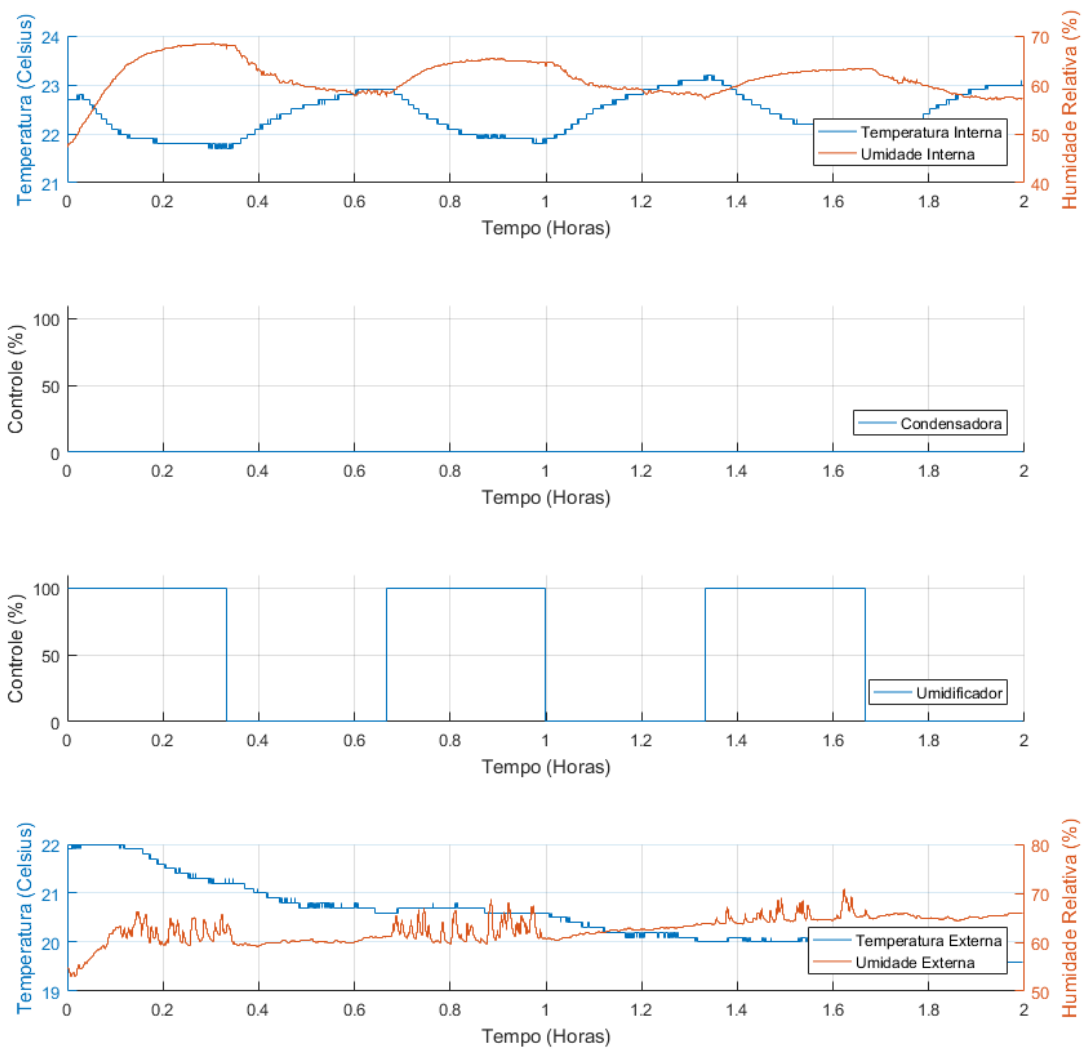 Temperatura (Celsius)
24
23
22
21
70
60
50
40
Humidade Relativa (%)
Temperatura Interna
Umidade Interna
0 0.2 0.4 0.6 0.8 1 1.2 1.4 1.6 1.8 2
Tempo (Horas)
Controle (%)
100
50
0
Condensadora
0 0.2 0.4 0.6 0.8 1 1.2 1.4 1.6 1.8 2
Tempo (Horas)
Controle (%)
100
50
0
Umidificador
0 0.2 0.4 0.6 0.8 1 1.2 1.4 1.6 1.8 2
Tempo (Horas)
Temperatura (Celsius)
22
21
20
19
80
70
60
50
Humidade Relativa (%)
Temperatura Externa
Umidade Externa
0 0.2 0.4 0.6 0.8 1 1.2 1.4 1.6 1.8 2
Tempo (Horas)